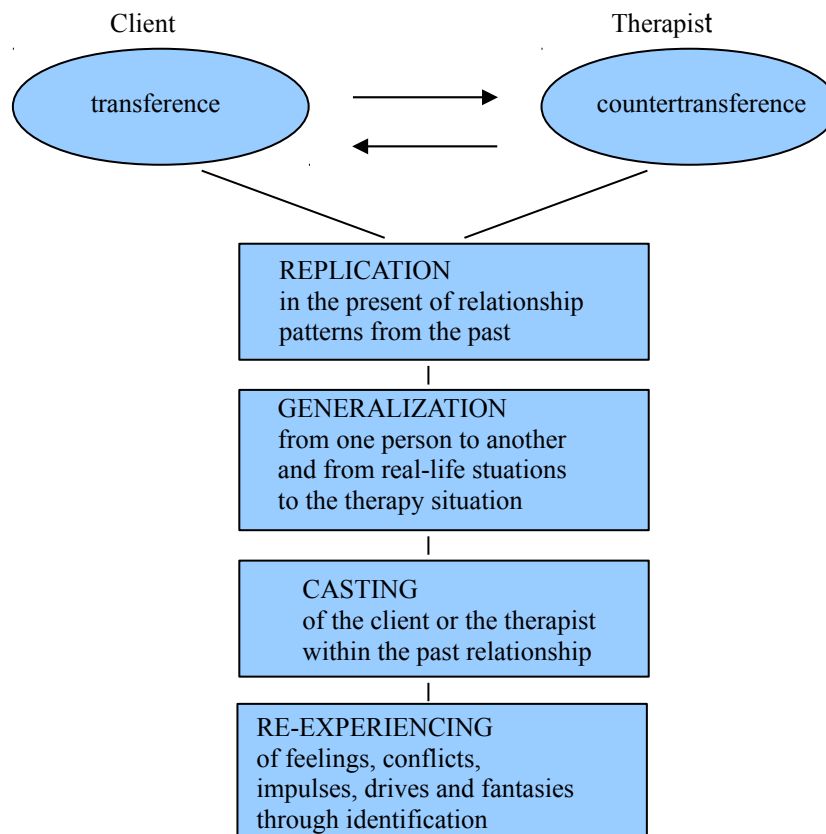 Client
Therapist
transference
countertransference
REPLICATION
in the present of relationship
patterns from the past
GENERALIZATION
from one person to another
and from real-life stuations
to the therapy situation
CASTING
of the client or the therapist
within the past relationship
RE-EXPERIENCING
of feelings, conflicts,
impulses, drives and fantasies
through identification